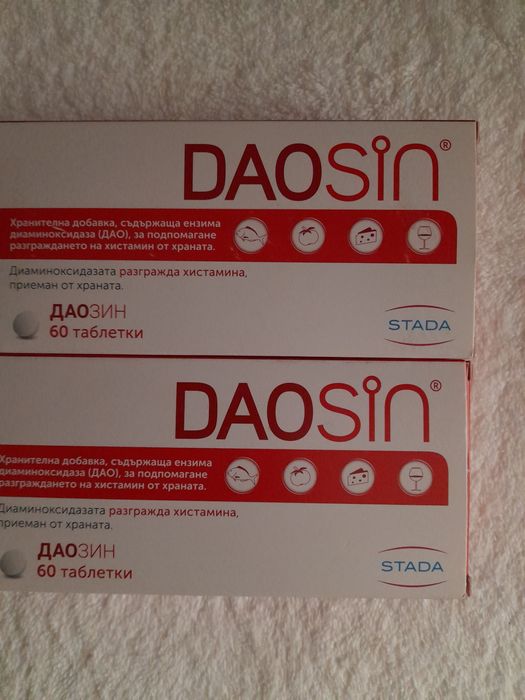 DAOSiN®
Хранителна добавка, съдържаща ензима
диаминоксидаза (ДАО), за подпомагане
разграждането на хистамин от храната.
Диаминоксидазата разгражда хистамина,
приеман от храната.
ДАОЗИН
60 таблетки
STADA
DAOSiN®
Хранителна добавка, съдържаща ензима
диаминоксидаза (ДАО), за подпомагане
разграждането на хистамин от храната.
Диаминоксидазата разгражда хистамина,
приеман от храната.
ДАОЗИН
60 таблетки
STADA